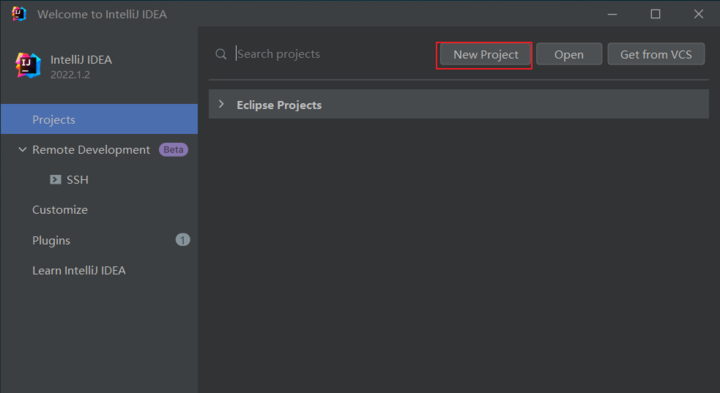 Welcome to IntelliJ IDEA
IntelliJ IDEA
2022.1.2
Search projects
New Project
Open
Get from VCS
Projects
Eclipse Projects
Remote Development Beta
SSH
Customize
Plugins 1
Learn IntelliJ IDEA